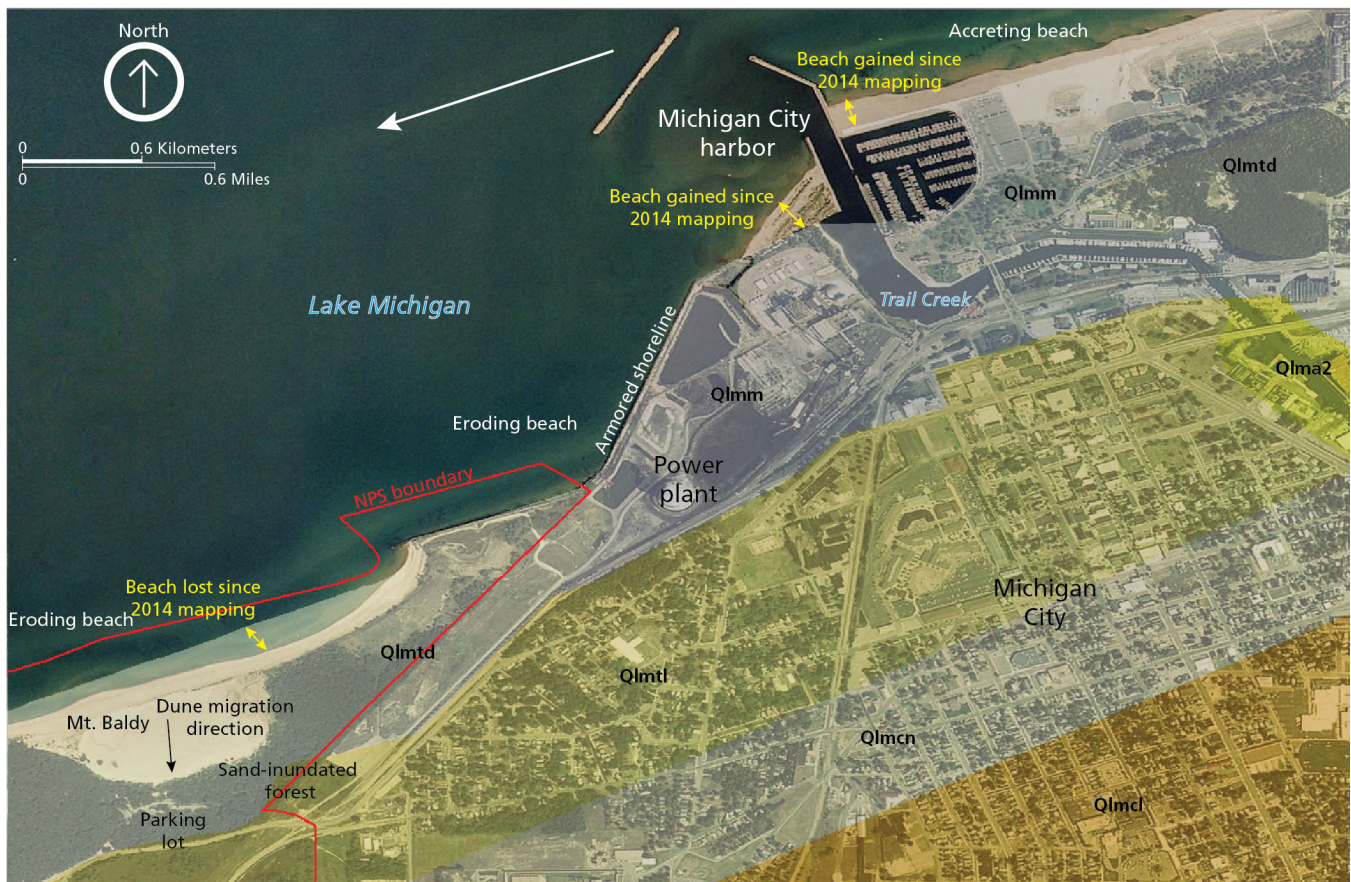 North
0 0.6 Kilometers
0 0.6 Miles
Accreting beach
Beach gained since
2014 mapping
Michigan City
harbor
Qlmtd
Qlmm
Beach gained since
2014 mapping
Lake Michigan
Trail Creek
Armored shoreline
Qlma2
Qlmm
Eroding beach
Power
plant
NPS boundary
Beach lost since
2014 mapping
Eroding beach
Michigan
City
Qlmtd
Qlmtl
Mt. Baldy
Dune migration
direction
Qlmcn
Sand-inundated
forest
Qlmcl
Parking
lot